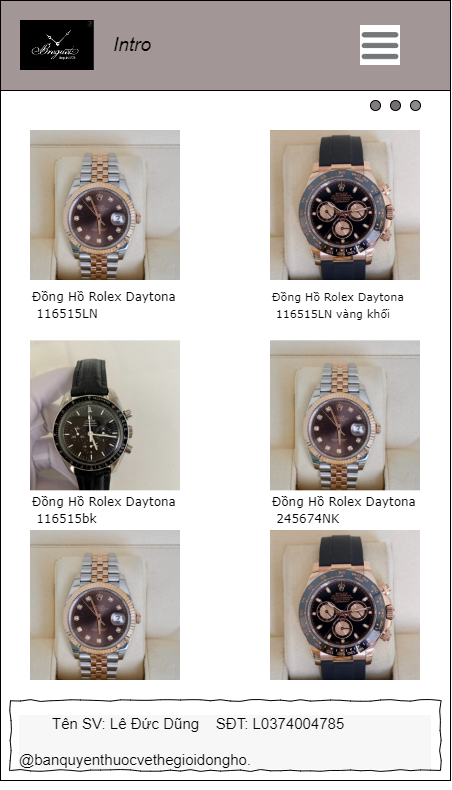 Breguet
Intro
Đồng Hồ Rolex Daytona
116515LN
Đồng Hồ Rolex Daytona
116515LN vàng khối
Đồng Hồ Rolex Daytona
116515bk
Đồng Hồ Rolex Daytona
245674NK
Tên SV: Lê Đức Dũng SĐT: L0374004785
@banquyenthuocvethegioidongho.